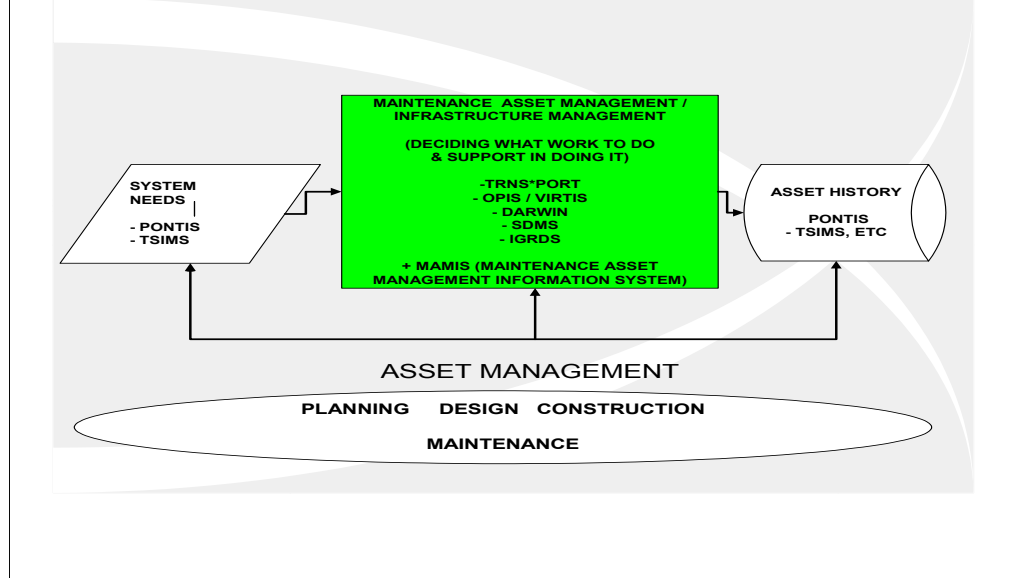 SYSTEM
NEEDS
- PONTIS
- TSIMS
MAINTENANCE ASSET MANAGEMENT /
INFRASTRUCTURE MANAGEMENT
(DECIDING WHAT WORK TO DO
& SUPPORT IN DOING IT)
-TRNS*PORT
- OPIS / VIRTIS
- DARWIN
- SDMS
- IGRDS
+ MAMIS (MAINTENANCE ASSET
MANAGEMENT INFORMATION SYSTEM)
ASSET HISTORY
PONTIS
- TSIMS, ETC
ASSET MANAGEMENT
PLANNING DESIGN CONSTRUCTION
MAINTENANCE